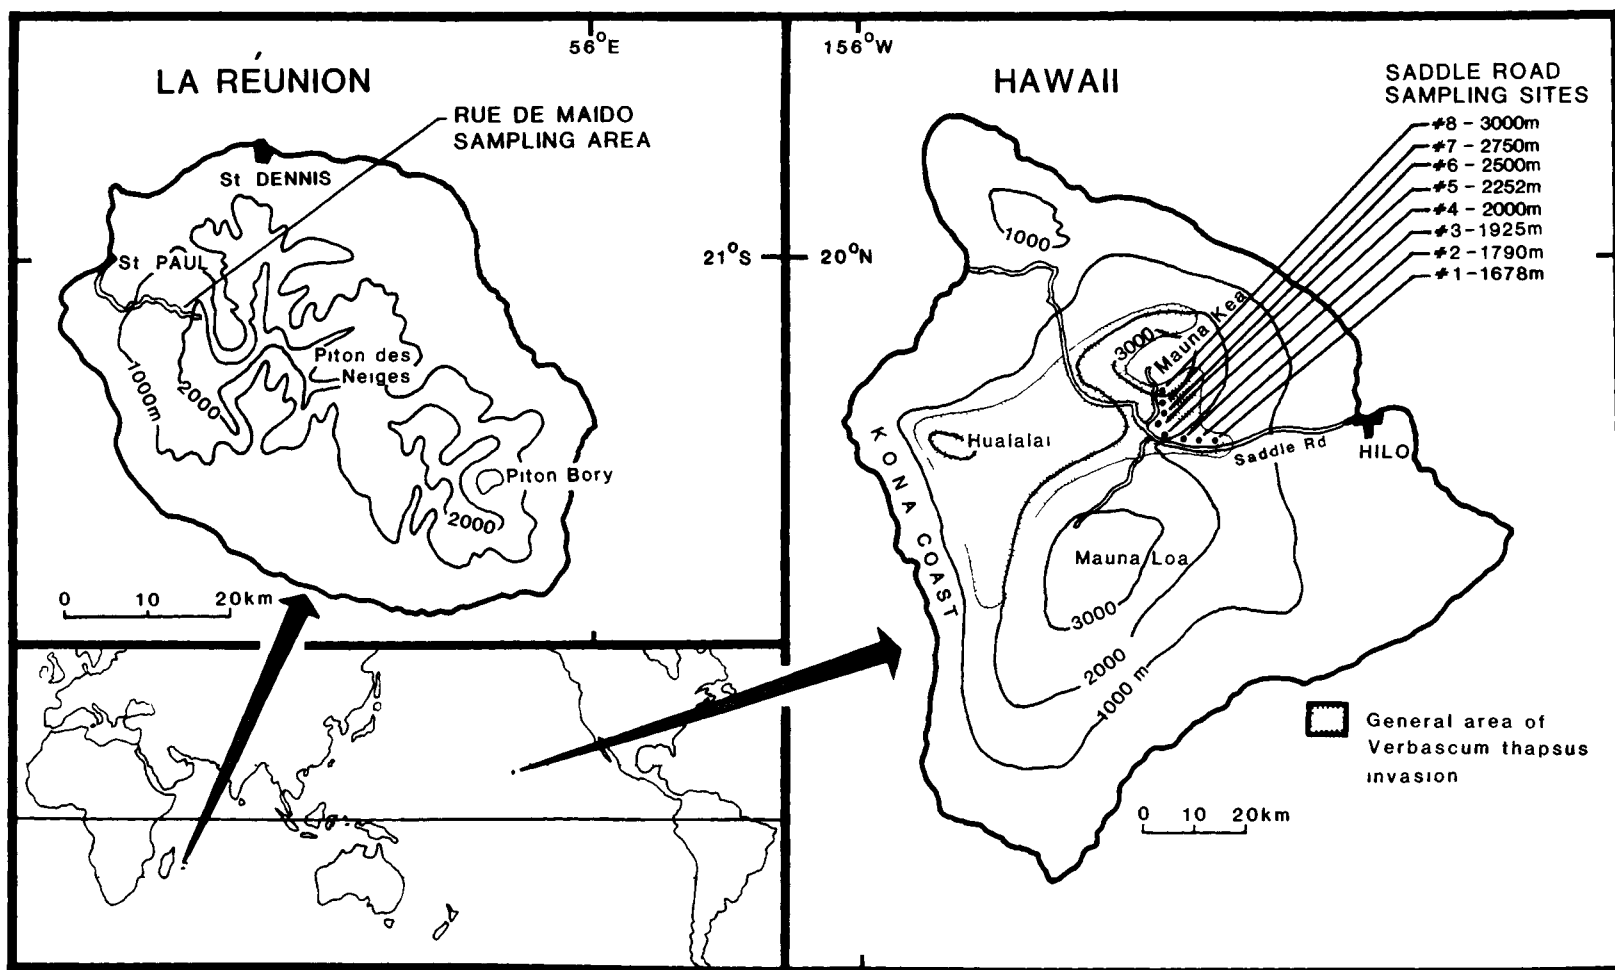 56°E
LA RÉUNION
RUE DE MAIDO
SAMPLING AREA
St DENNIS
St PAUL
21°S
Piton des
Neiges
1000m
2000
Piton Bory
2000
0 10 20km
156°W
HAWAII
SADDLE ROAD
SAMPLING SITES
#8 - 3000m
#7 - 2750m
#6 - 2500m
#5 - 2252m
#4 - 2000m
#3 - 1925m
#2 - 1790m
#1 - 1678m
20°N
1000
3000
Mauna Kea
Hualalai
KONA COAST
Saddle Rd
HILO
Mauna Loa
3000
2000
1000 m
General area of
Verbascum thapsus
invasion
0 10 20km